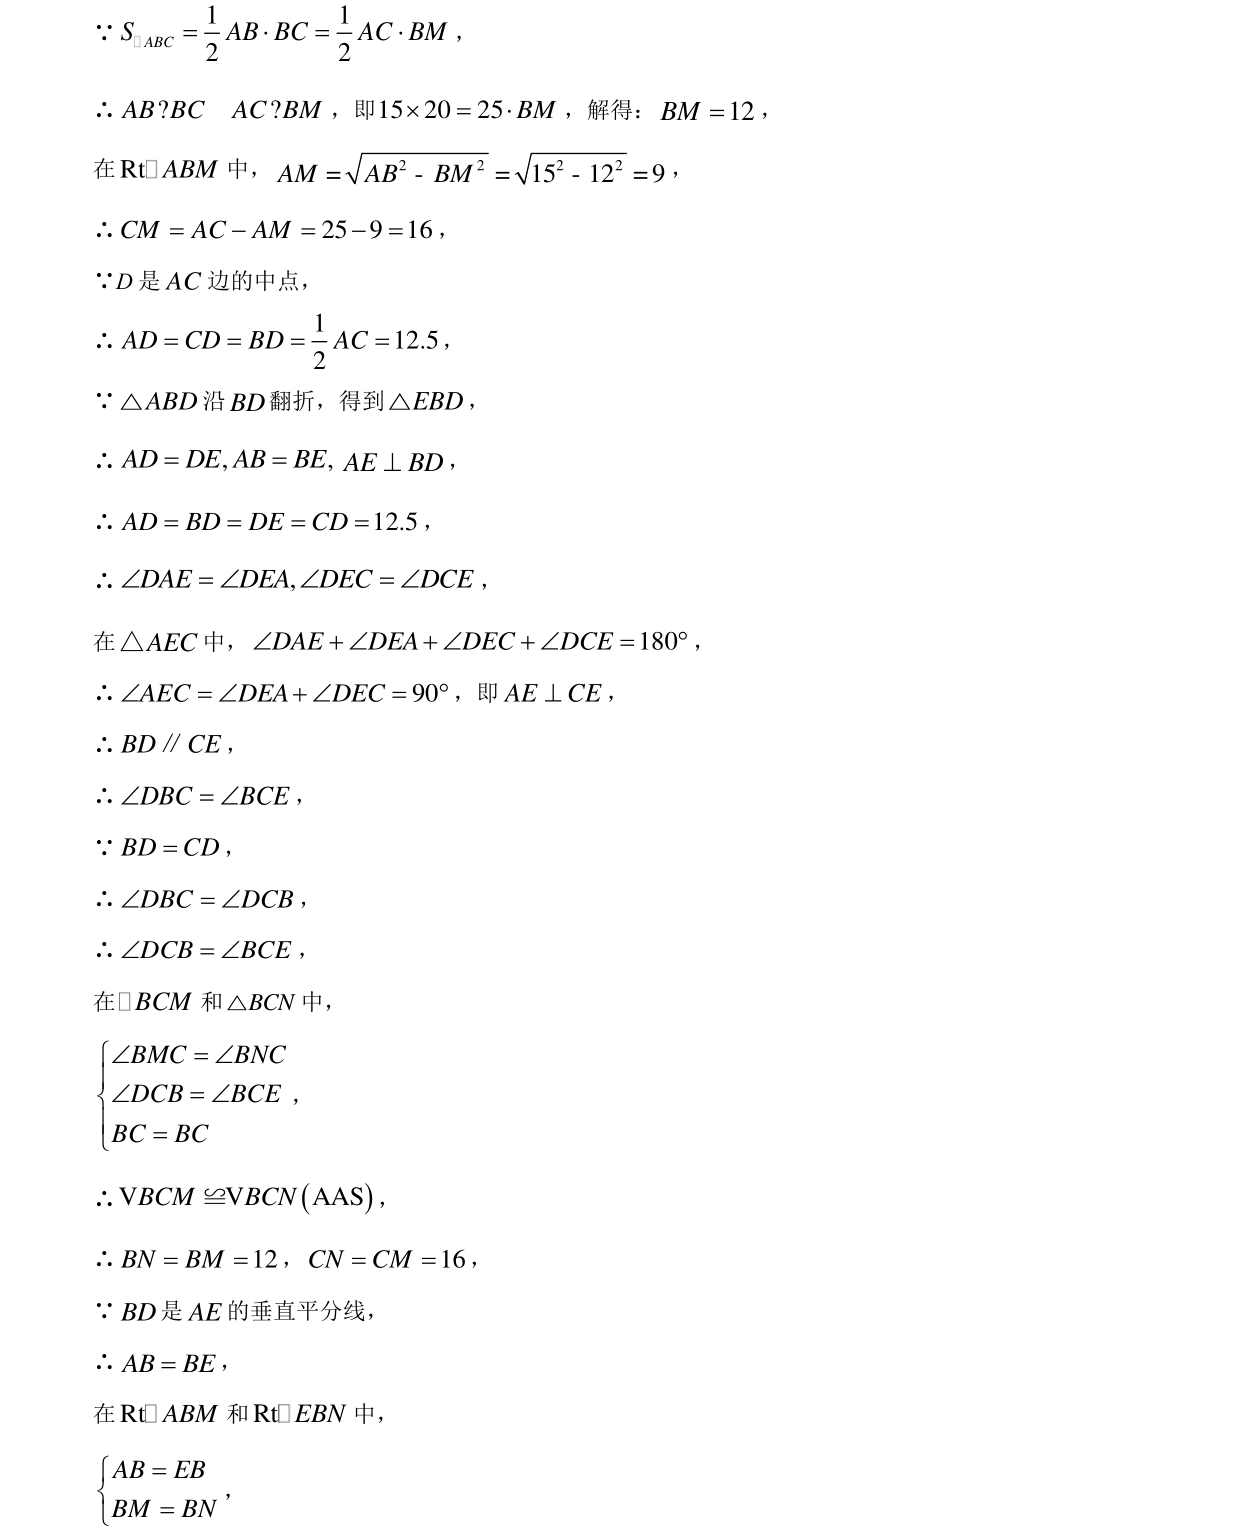 ∵ S□ABC = 1/2 AB · BC = 1/2 AC · BM ，
∴ AB?BC AC?BM ，即15×20 = 25· BM ，解得：BM = 12，
在 Rt□ABM 中， AM = √(AB² - BM²) = √(15² - 12²) = 9，
∴ CM = AC − AM = 25 − 9 = 16，
∵ D 是 AC 边的中点，
∴ AD = CD = BD = 1/2 AC = 12.5，
∵ △ABD 沿 BD 翻折，得到 △EBD，
∴ AD = DE, AB = BE, AE ⊥ BD，
∴ AD = BD = DE = CD = 12.5，
∴ ∠DAE = ∠DEA, ∠DEC = ∠DCE，
在 △AEC 中， ∠DAE + ∠DEA + ∠DEC + ∠DCE = 180°，
∴ ∠AEC = ∠DEA + ∠DEC = 90°，即 AE ⊥ CE，
∴ BD ∥ CE，
∴ ∠DBC = ∠BCE，
∵ BD = CD，
∴ ∠DBC = ∠DCB，
∴ ∠DCB = ∠BCE，
在□BCM 和 △BCN 中，
∠BMC = ∠BNC
∠DCB = ∠BCE ，
BC = BC
∴ VBCM ≌VBCN (AAS)，
∴ BN = BM = 12，CN = CM = 16，
∵ BD 是 AE 的垂直平分线，
∴ AB = BE，
在 Rt□ABM 和 Rt□EBN 中，
AB = EB
BM = BN ，